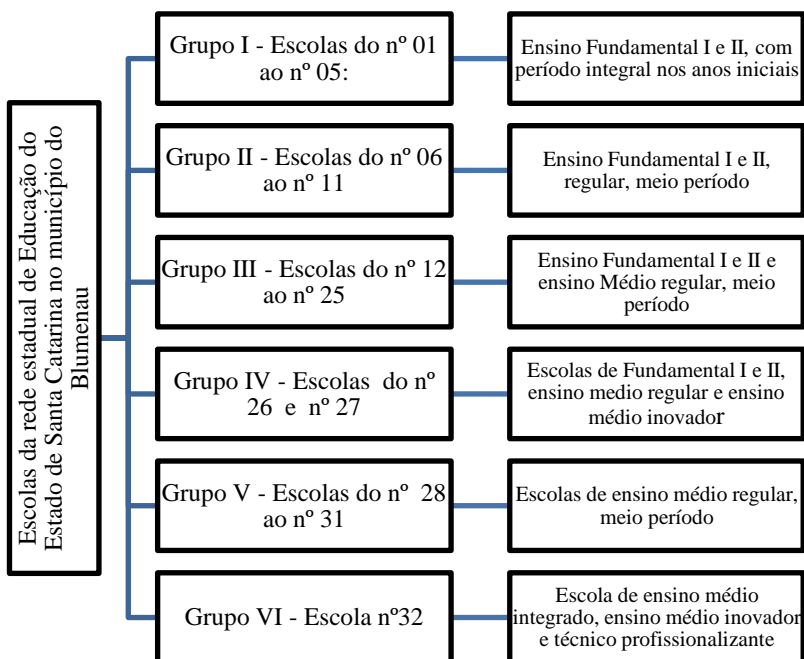 Escolas da rede estadual de Educação do
Estado de Santa Catarina no município do
Blumenau
Grupo I - Escolas do nº 01
ao nº 05:
Ensino Fundamental I e II, com
período integral nos anos iniciais
Grupo II - Escolas do nº 06
ao nº 11
Ensino Fundamental I e II,
regular, meio período
Grupo III - Escolas do nº 12
ao nº 25
Ensino Fundamental I e II e
ensino Médio regular, meio
período
Grupo IV - Escolas do nº
26 e nº 27
Escolas de Fundamental I e II,
ensino medio regular e ensino
médio inovador
Grupo V - Escolas do nº 28
ao nº 31
Escolas de ensino médio regular,
meio período
Grupo VI - Escola nº32
Escola de ensino médio
integrado, ensino médio inovador
e técnico profissionalizante